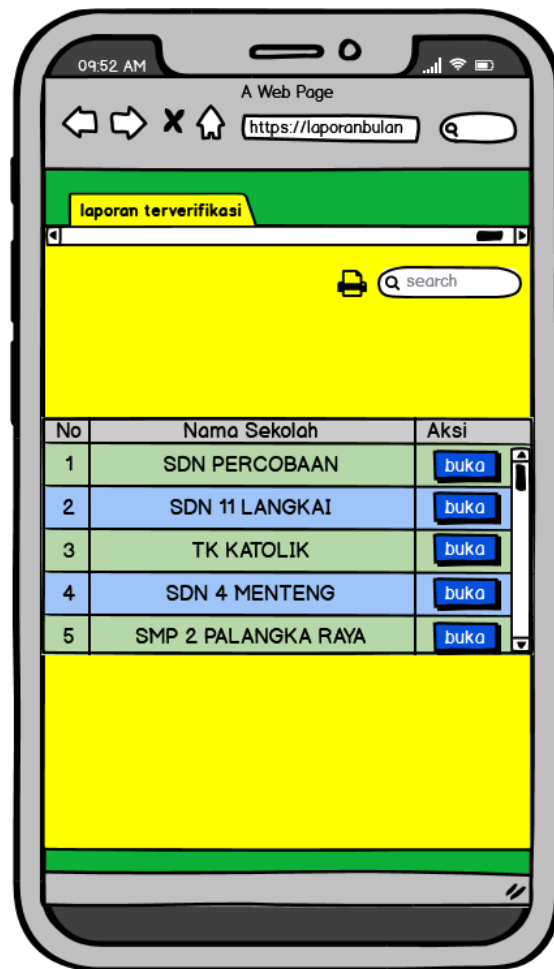 09:52 AM
A Web Page
https://laporanbulan
laporan terverifikasi
search
No Nama Sekolah Aksi
1 SDN PERCOBAAN buka
2 SDN 11 LANGKAI buka
3 TK KATOLIK buka
4 SDN 4 MENTENG buka
5 SMP 2 PALANGKA RAYA buka